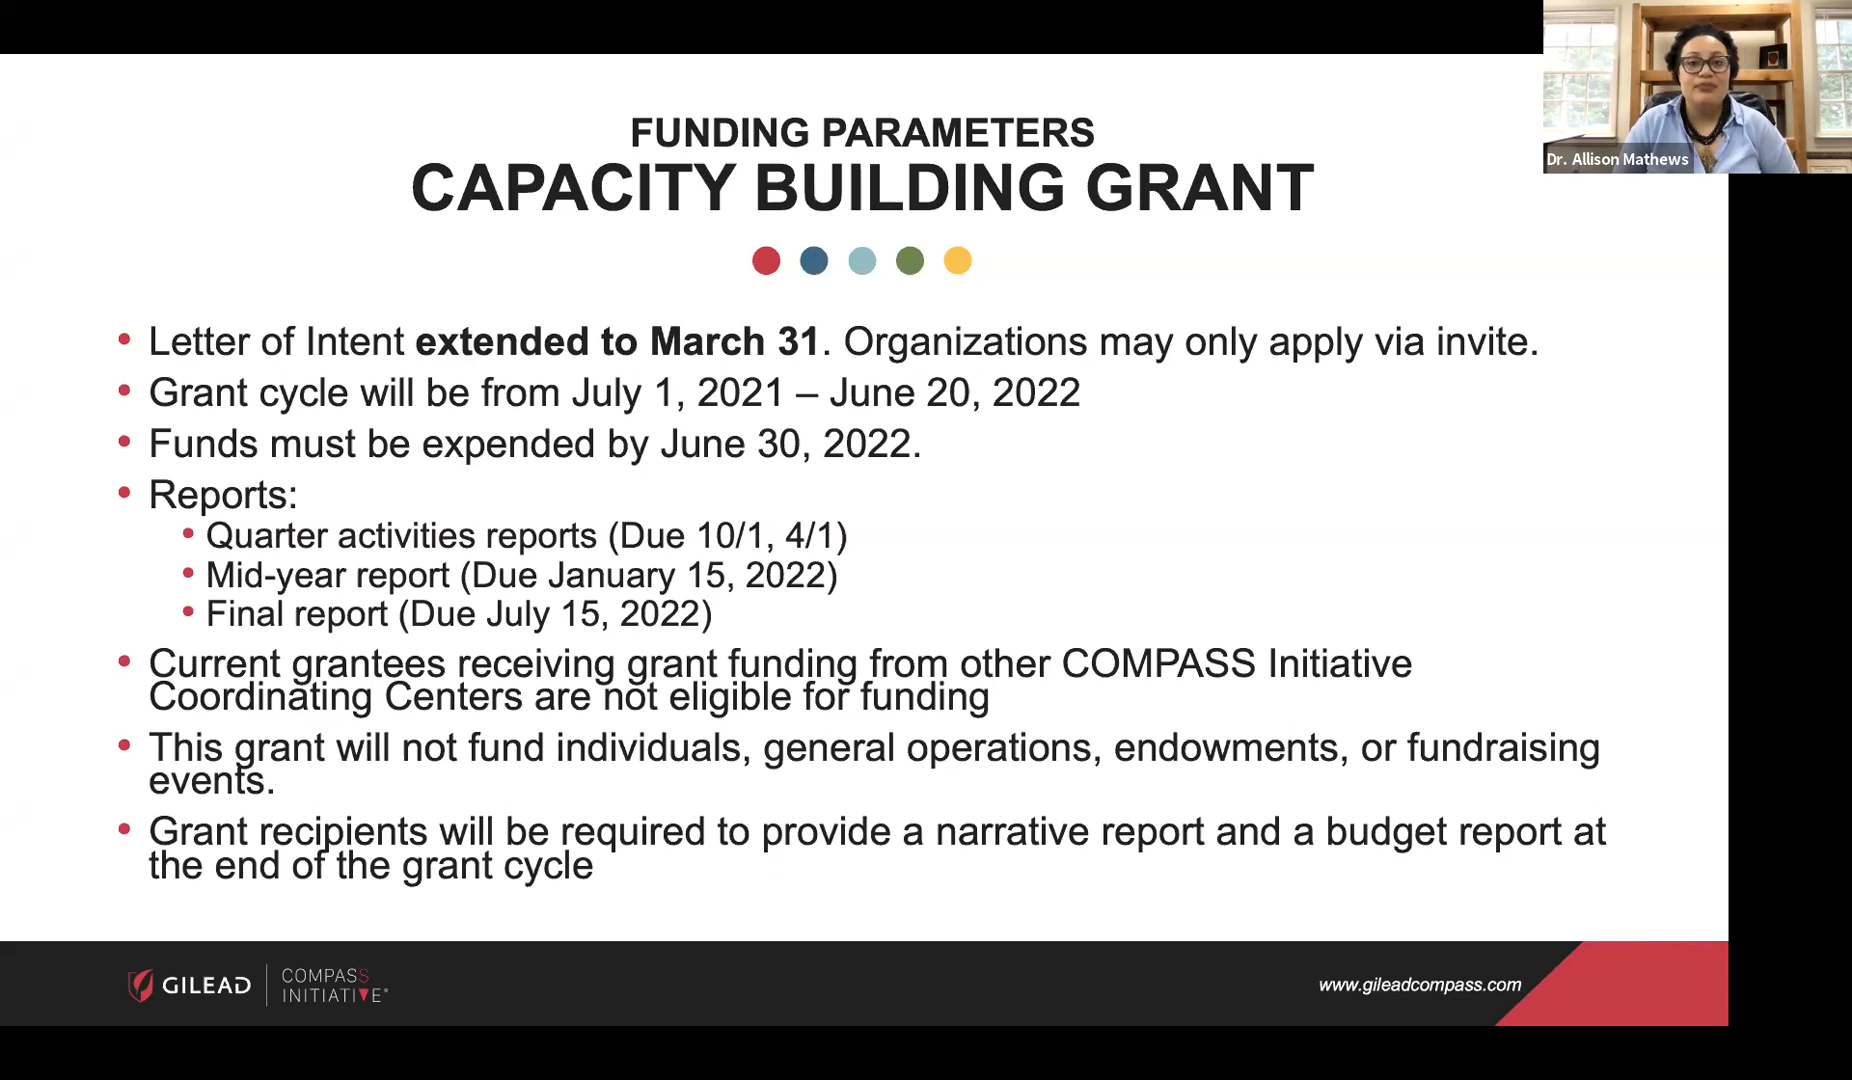 Dr. Allison Mathews
FUNDING PARAMETERS
CAPACITY BUILDING GRANT
• Letter of Intent extended to March 31. Organizations may only apply via invite.
• Grant cycle will be from July 1, 2021 – June 20, 2022
• Funds must be expended by June 30, 2022.
• Reports:
• Quarter activities reports (Due 10/1, 4/1)
• Mid-year report (Due January 15, 2022)
• Final report (Due July 15, 2022)
• Current grantees receiving grant funding from other COMPASS Initiative
Coordinating Centers are not eligible for funding
• This grant will not fund individuals, general operations, endowments, or fundraising
events.
• Grant recipients will be required to provide a narrative report and a budget report at
the end of the grant cycle
GILEAD
COMPASS
INITIATIVE®
www.gileadcompass.com